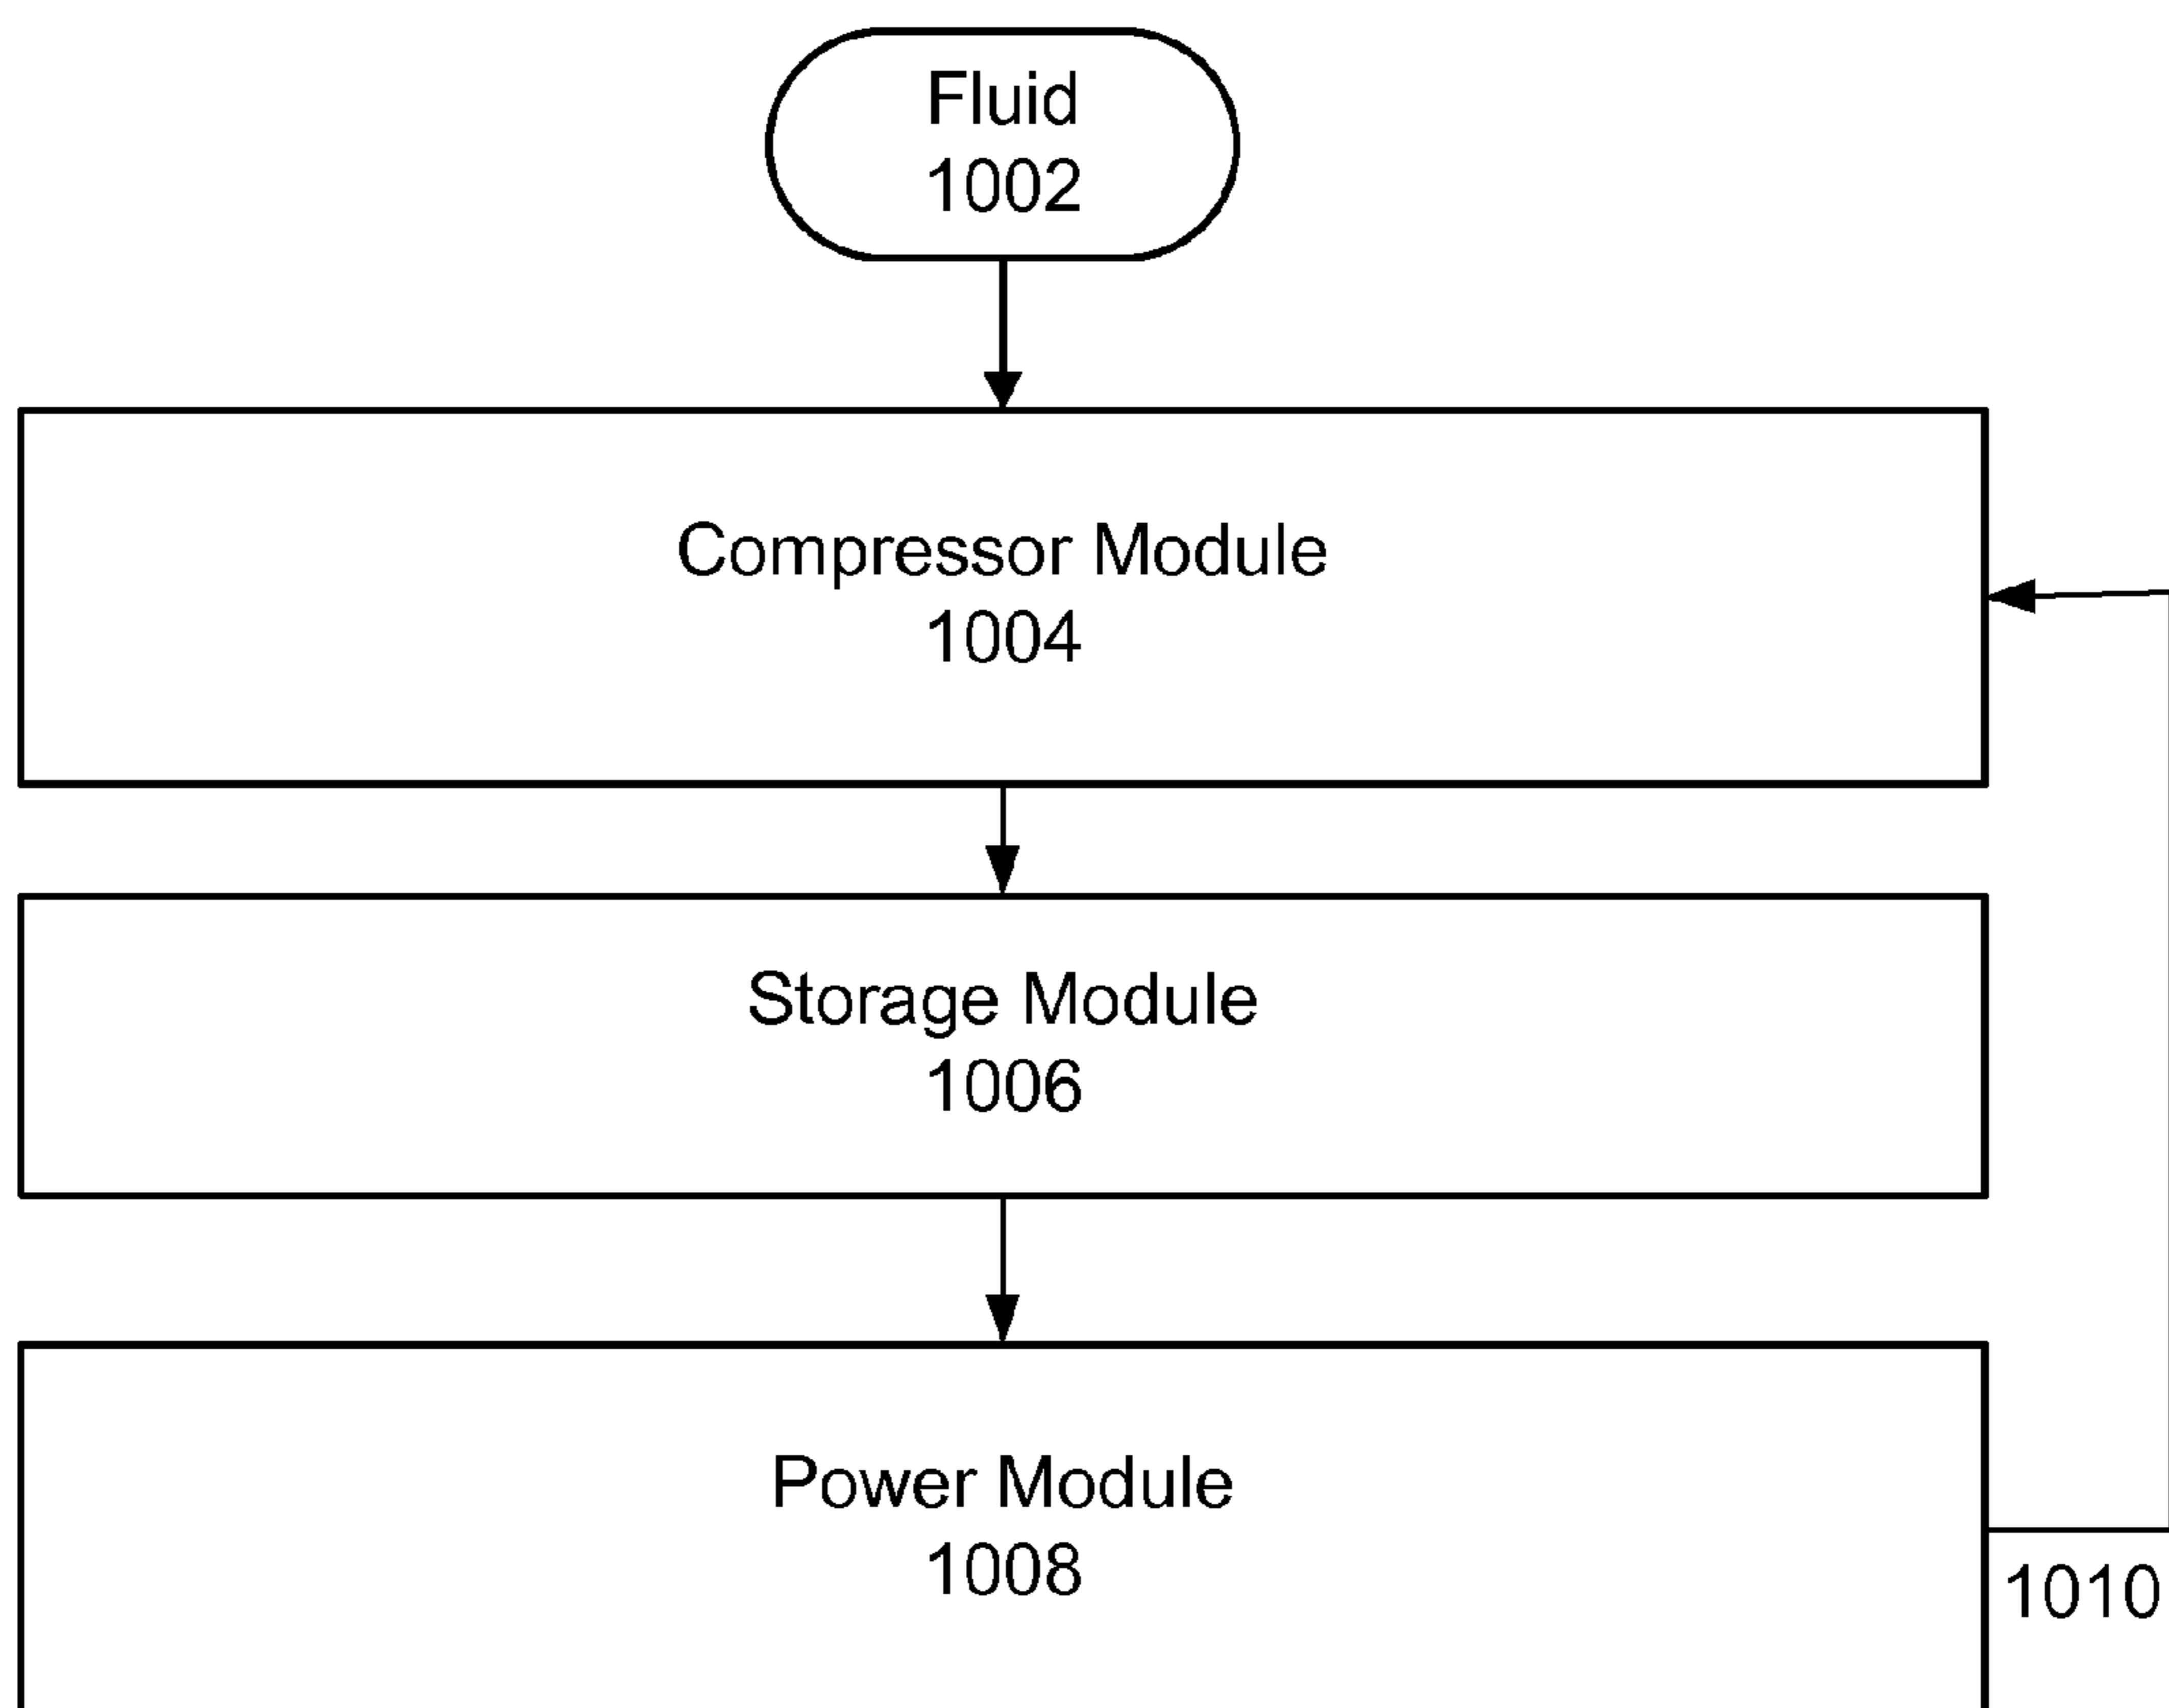 Fluid
1002
Compressor Module
1004
Storage Module
1006
Power Module
1008
1010